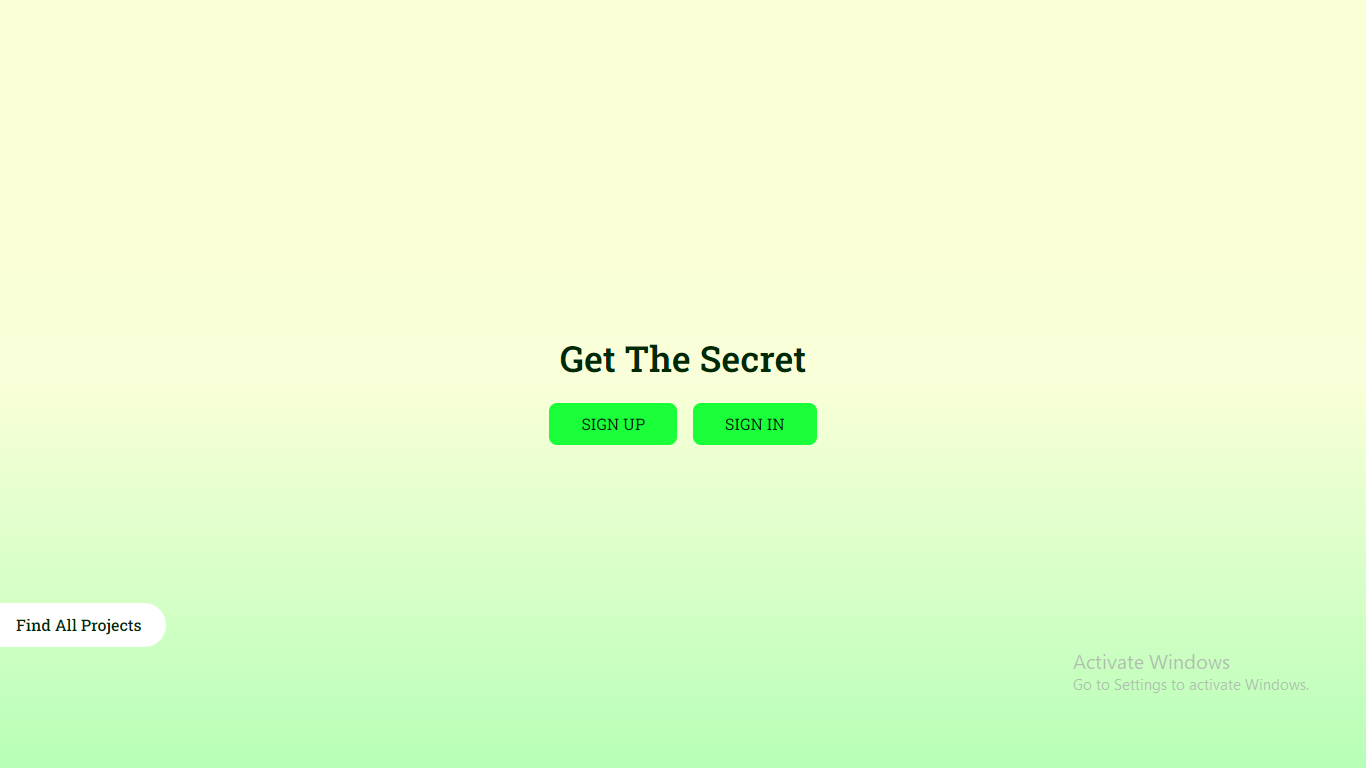 Get The Secret
SIGN UP SIGN IN
Find All Projects
Activate Windows
Go to Settings to activate Windows.